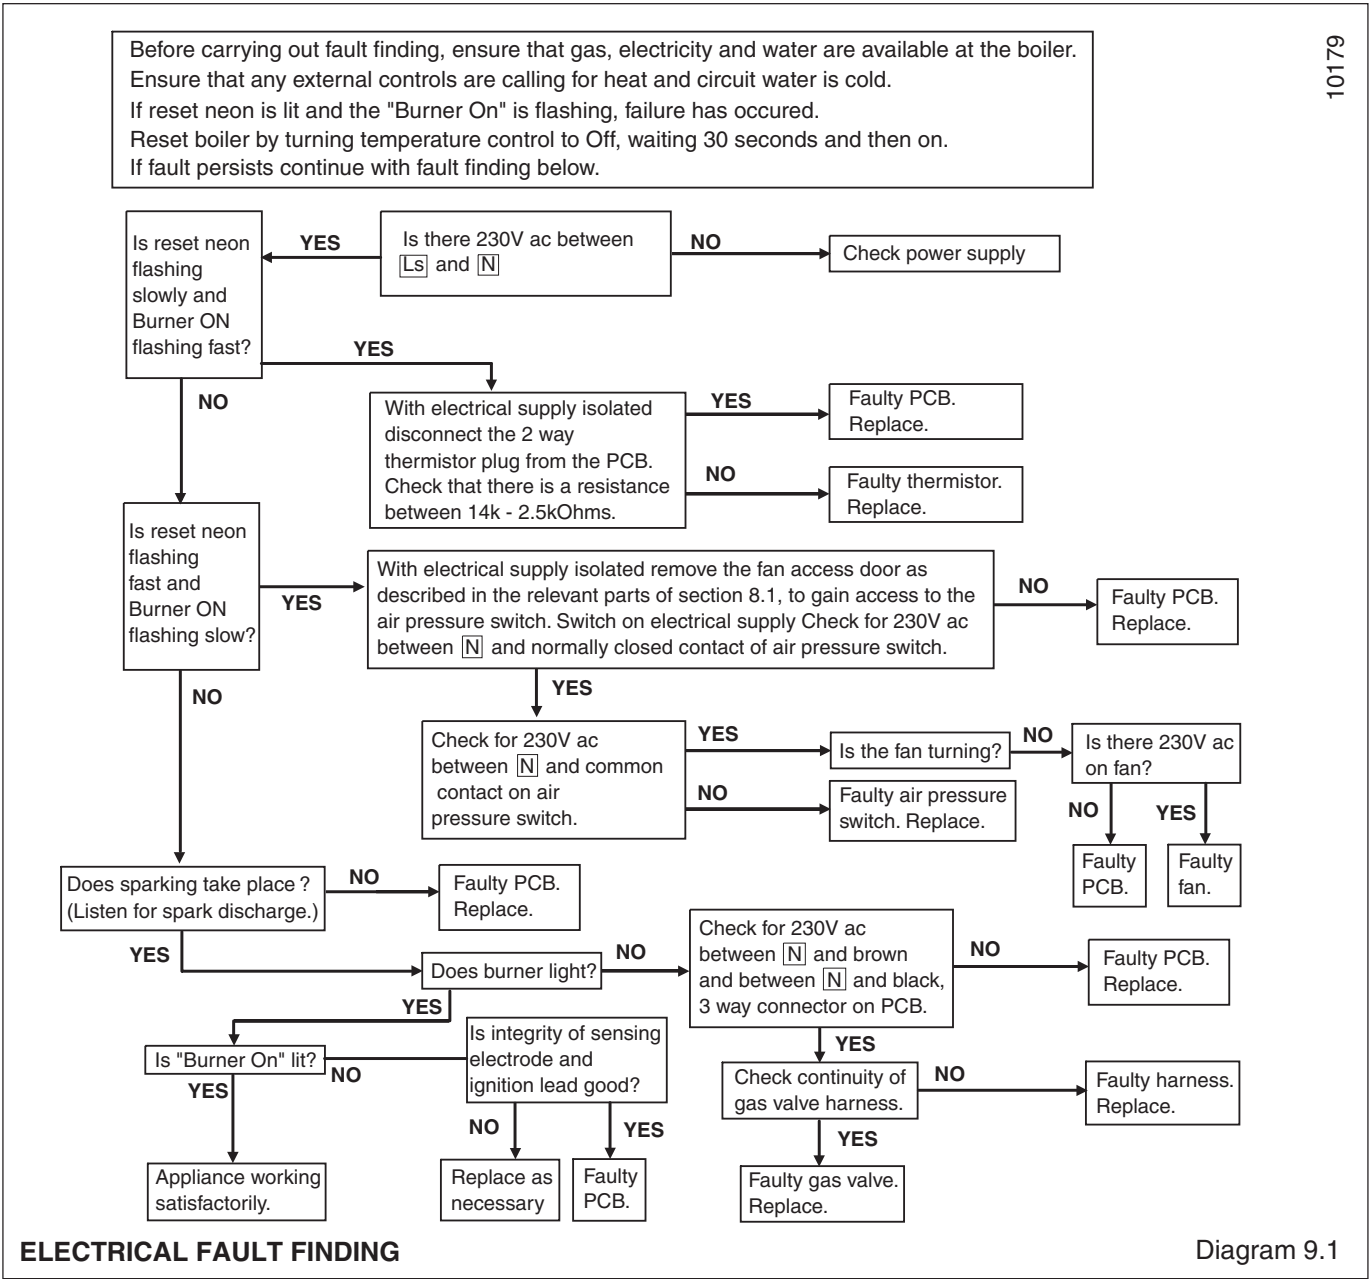 Before carrying out fault finding, ensure that gas, electricity and water are available at the boiler.
Ensure that any external controls are calling for heat and circuit water is cold.
If reset neon is lit and the "Burner On" is flashing, failure has occured.
Reset boiler by turning temperature control to Off, waiting 30 seconds and then on.
If fault persists continue with fault finding below.
10179
Is reset neon
flashing
slowly and
Burner ON
flashing fast?
YES
Is there 230V ac between
Ls and N
NO
Check power supply
YES
NO
With electrical supply isolated
disconnect the 2 way
thermistor plug from the PCB.
Check that there is a resistance
between 14k - 2.5kOhms.
YES
Faulty PCB.
Replace.
NO
Faulty thermistor.
Replace.
Is reset neon
flashing
fast and
Burner ON
flashing slow?
YES
With electrical supply isolated remove the fan access door as
described in the relevant parts of section 8.1, to gain access to the
air pressure switch. Switch on electrical supply Check for 230V ac
between N and normally closed contact of air pressure switch.
NO
Faulty PCB.
Replace.
NO
YES
Check for 230V ac
between N and common
contact on air
pressure switch.
YES
Is the fan turning?
NO
Is there 230V ac
on fan?
NO
Faulty air pressure
switch. Replace.
NO
YES
Faulty
PCB.
Faulty
fan.
Does sparking take place ?
(Listen for spark discharge.)
NO
Faulty PCB.
Replace.
YES
Does burner light?
NO
Check for 230V ac
between N and brown
and between N and black,
3 way connector on PCB.
NO
Faulty PCB.
Replace.
YES
Is "Burner On" lit?
NO
Is integrity of sensing
electrode and
ignition lead good?
YES
Check continuity of
gas valve harness.
NO
Faulty harness.
Replace.
YES
NO
YES
YES
Appliance working
satisfactorily.
Replace as
necessary
Faulty
PCB.
Faulty gas valve.
Replace.
ELECTRICAL FAULT FINDING
Diagram 9.1